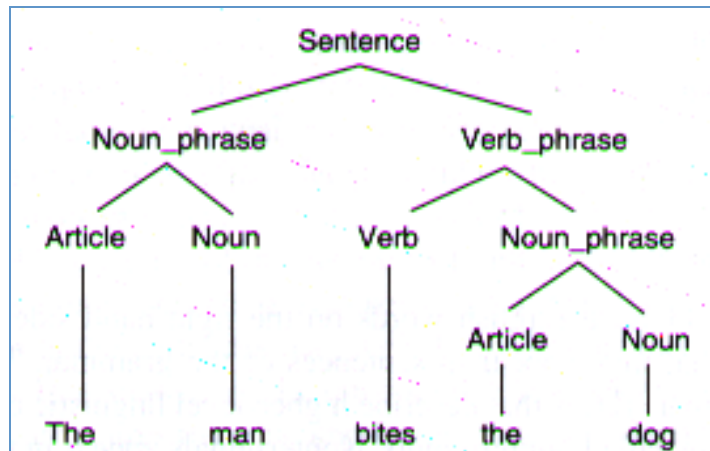 Sentence
Noun_phrase Verb_phrase
Article Noun Verb Noun_phrase
Article Noun
The man bites the dog